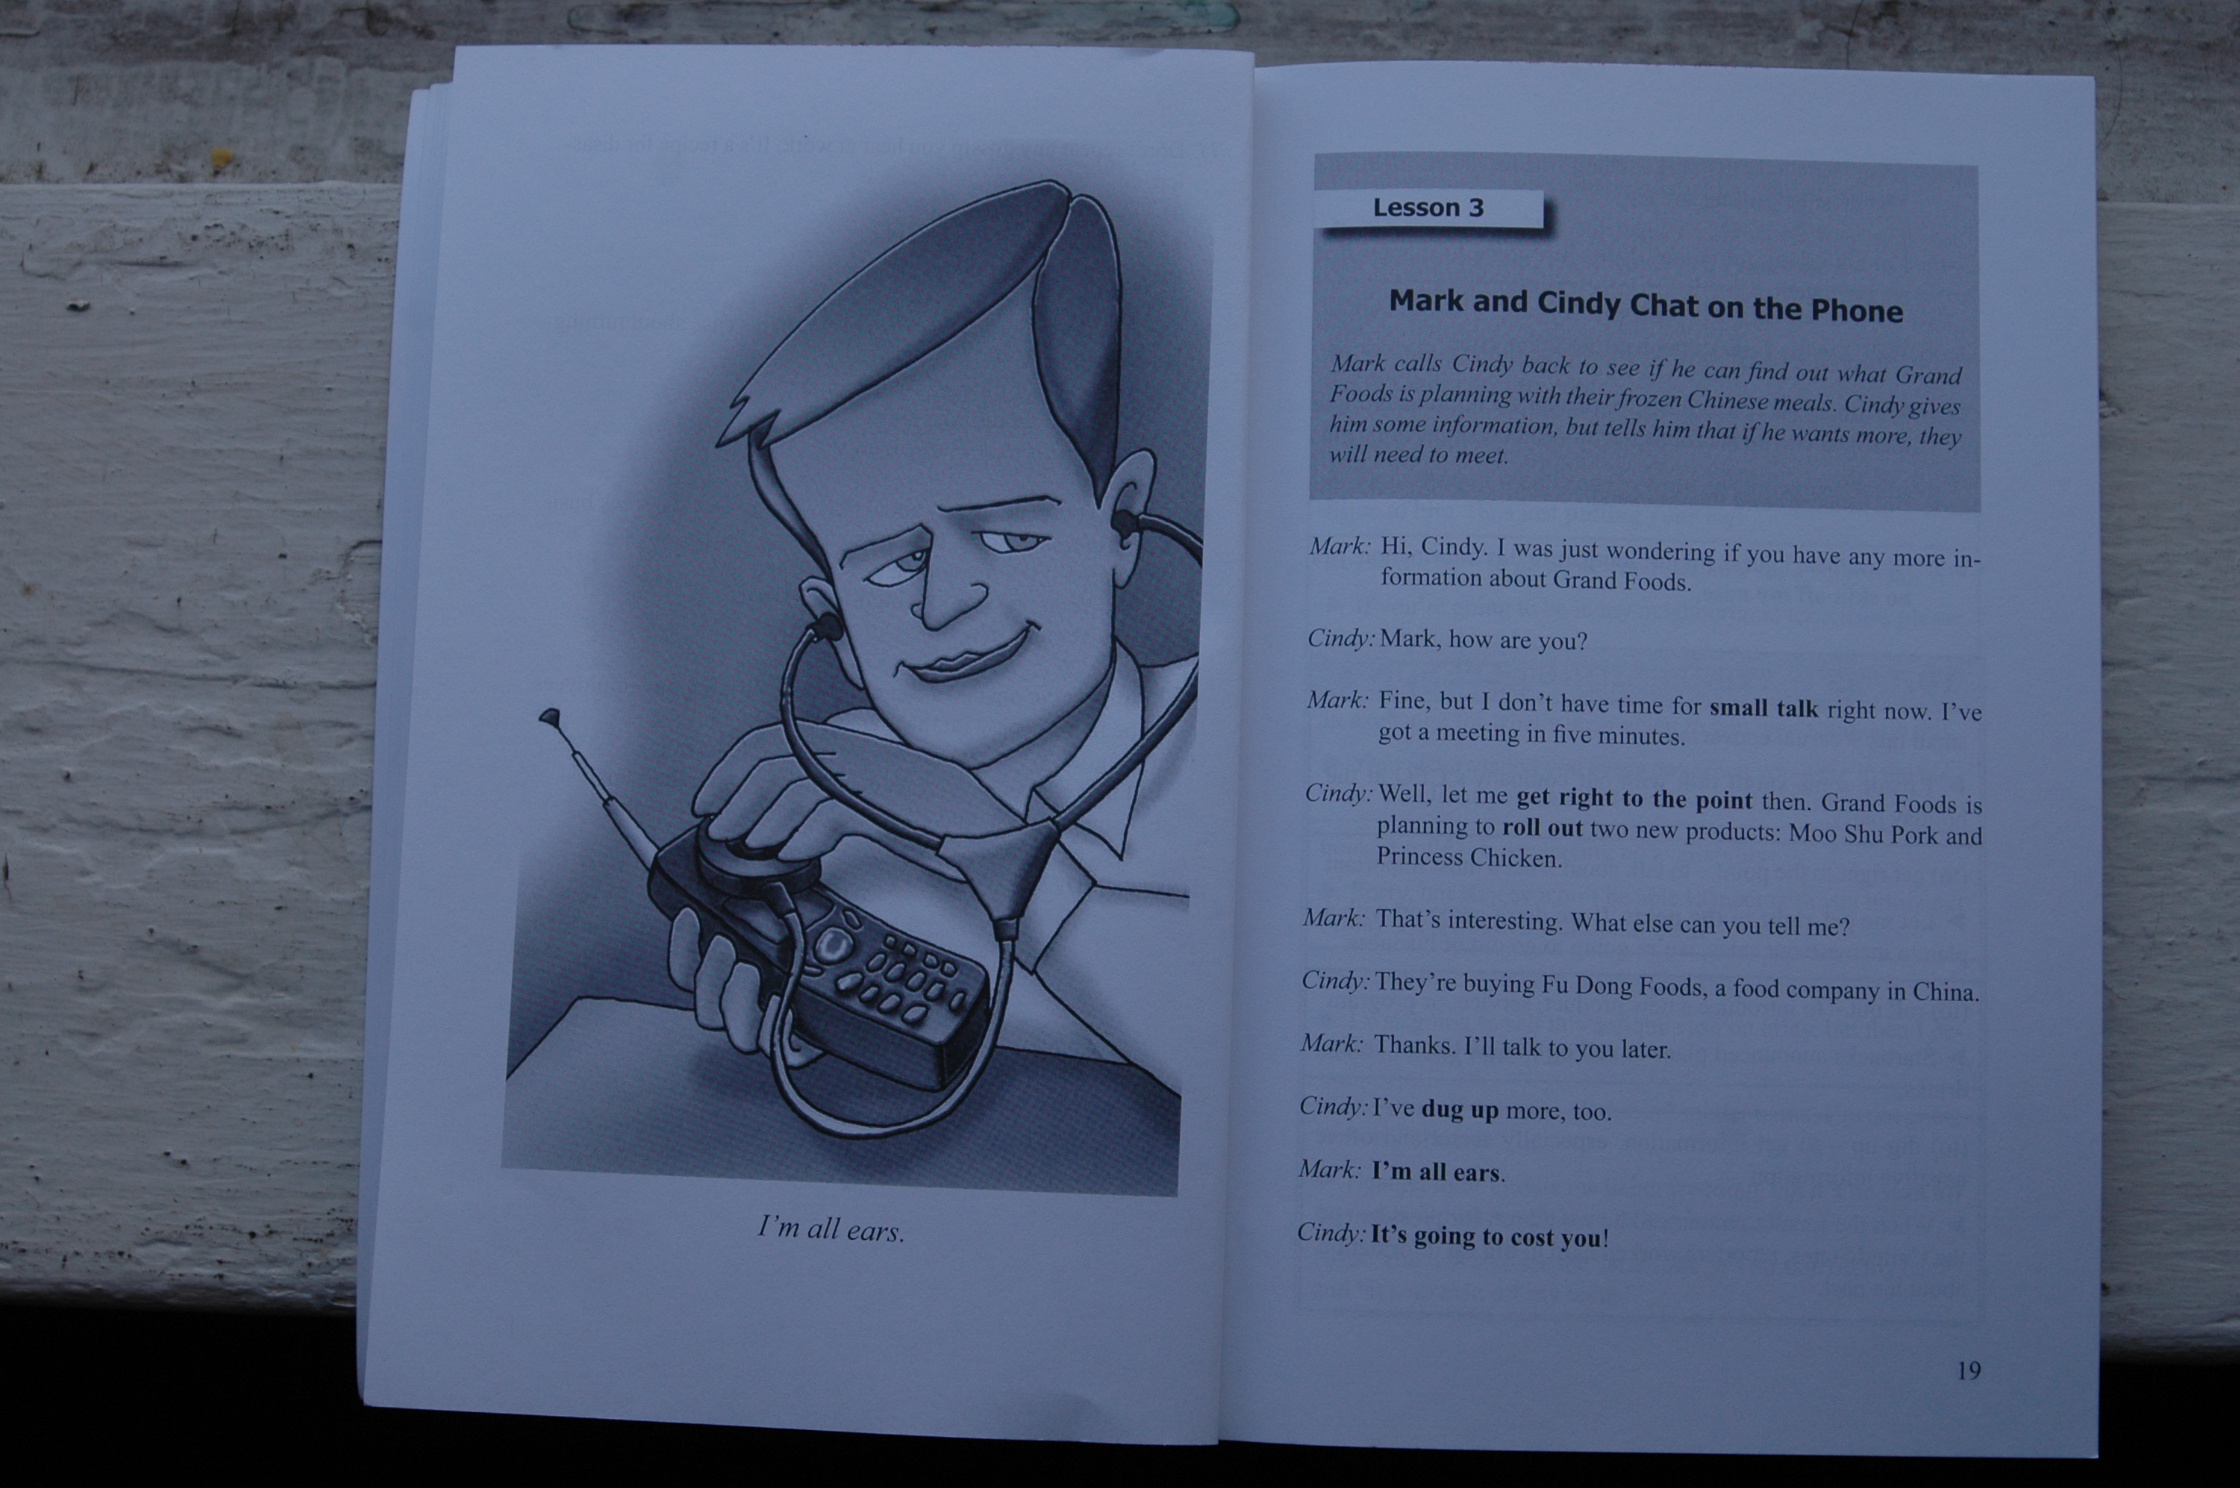 I'm all ears.
Lesson 3
Mark and Cindy Chat on the Phone
Mark calls Cindy back to see if he can find out what Grand
Foods is planning with their frozen Chinese meals. Cindy gives
him some information, but tells him that if he wants more, they
will need to meet.
Mark: Hi, Cindy. I was just wondering if you have any more in-
formation about Grand Foods.
Cindy: Mark, how are you?
Mark: Fine, but I don't have time for small talk right now. I've
got a meeting in five minutes.
Cindy: Well, let me get right to the point then. Grand Foods is
planning to roll out two new products: Moo Shu Pork and
Princess Chicken.
Mark: That's interesting. What else can you tell me?
Cindy: They're buying Fu Dong Foods, a food company in China.
Mark: Thanks. I'll talk to you later.
Cindy: I've dug up more, too.
Mark: I'm all ears.
Cindy: It's going to cost you!
19